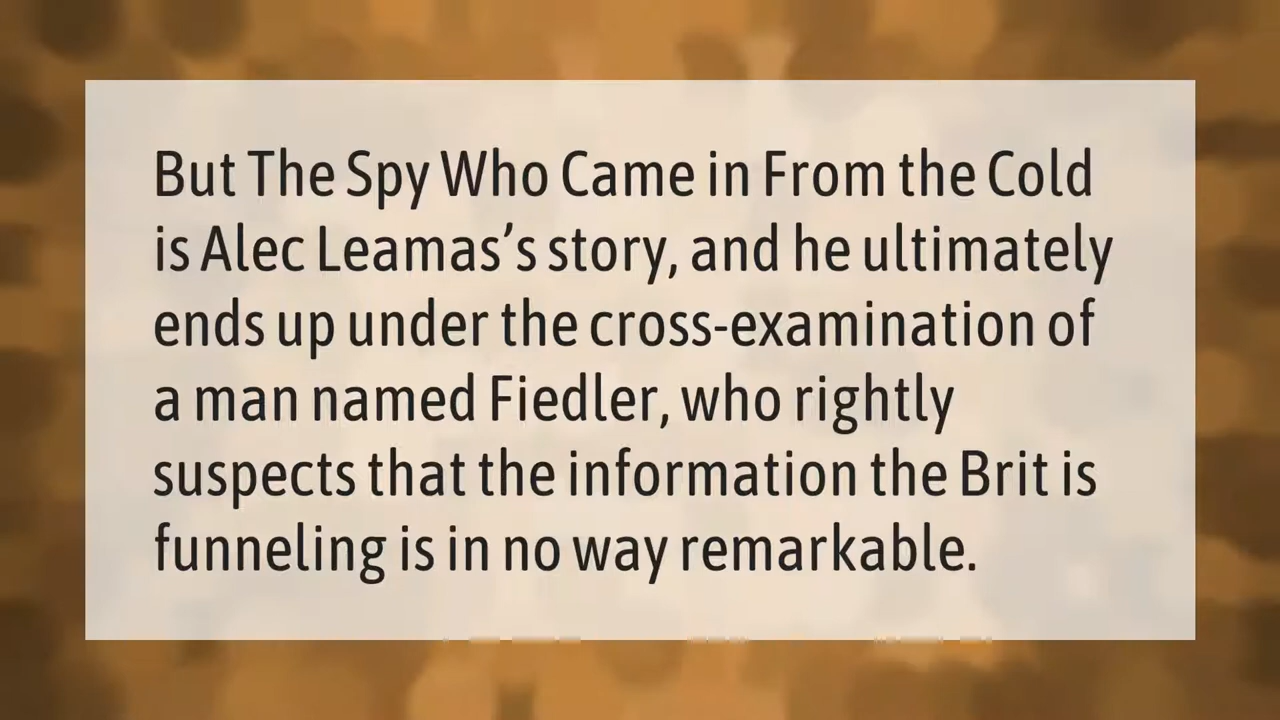 But The Spy Who Came in From the Cold
is Alec Leamas’s story, and he ultimately
ends up under the cross-examination of
a man named Fiedler, who rightly
suspects that the information the Brit is
funneling is in no way remarkable.